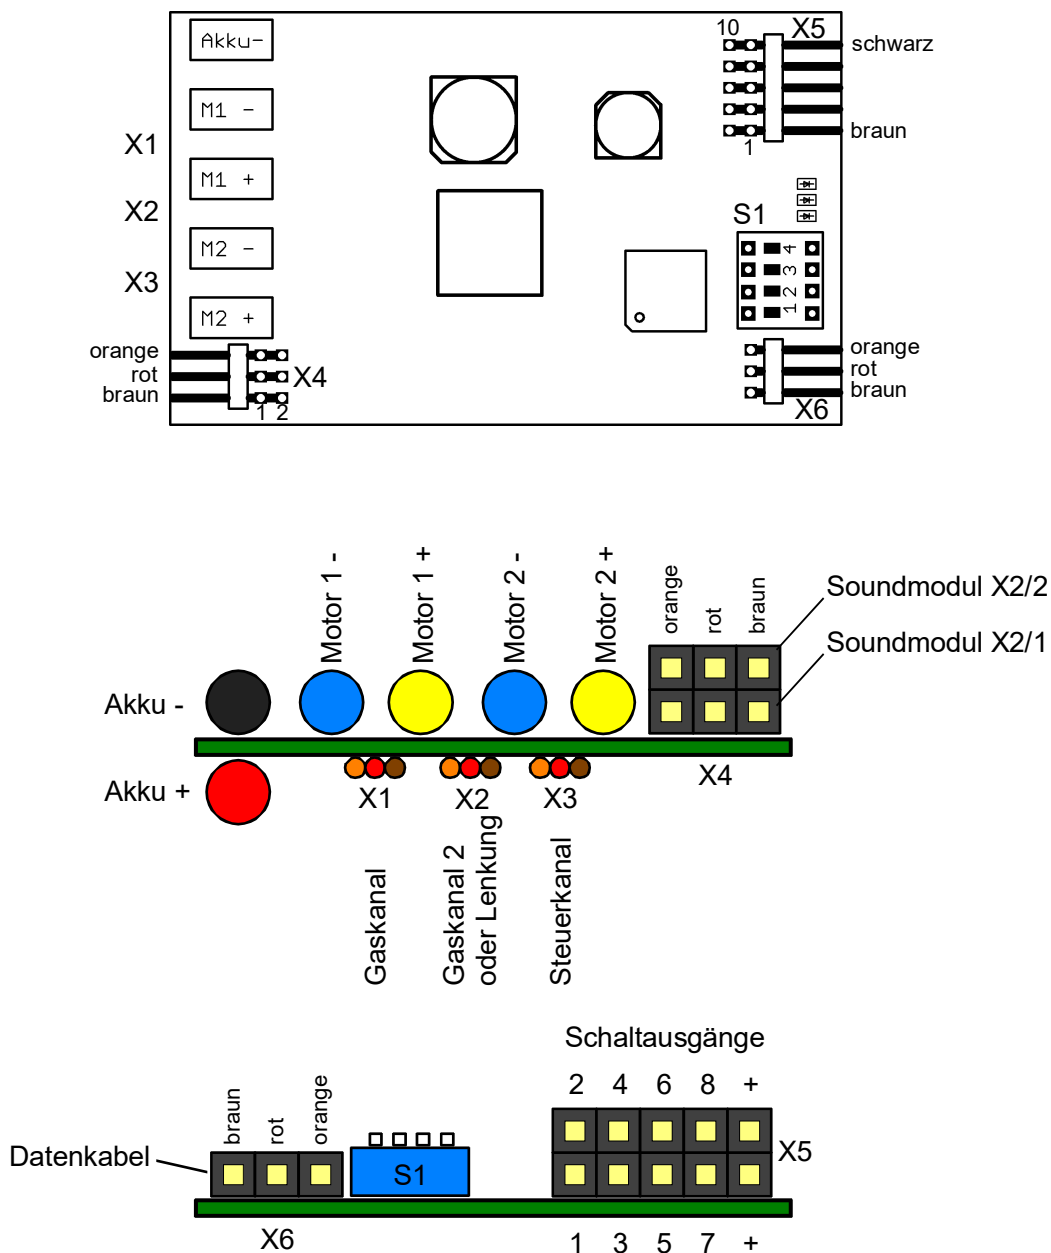 Akku-
M1 -
M1 +
M2 -
M2 +
X1
X2
X3
10
X5
schwarz
braun
1
S1
4
3
2
1
orange
rot
braun
X4
1 2
orange
rot
braun
X6
Motor 1 -
Motor 1 +
Motor 2 -
Motor 2 +
orange
rot
braun
Soundmodul X2/2
Soundmodul X2/1
Akku -
Akku +
X1
X2
X3
X4
Gaskanal
Gaskanal 2
oder Lenkung
Steuerkanal
Schaltausgänge
2 4 6 8 +
braun
rot
orange
Datenkabel
S1
X5
X6
1 3 5 7 +